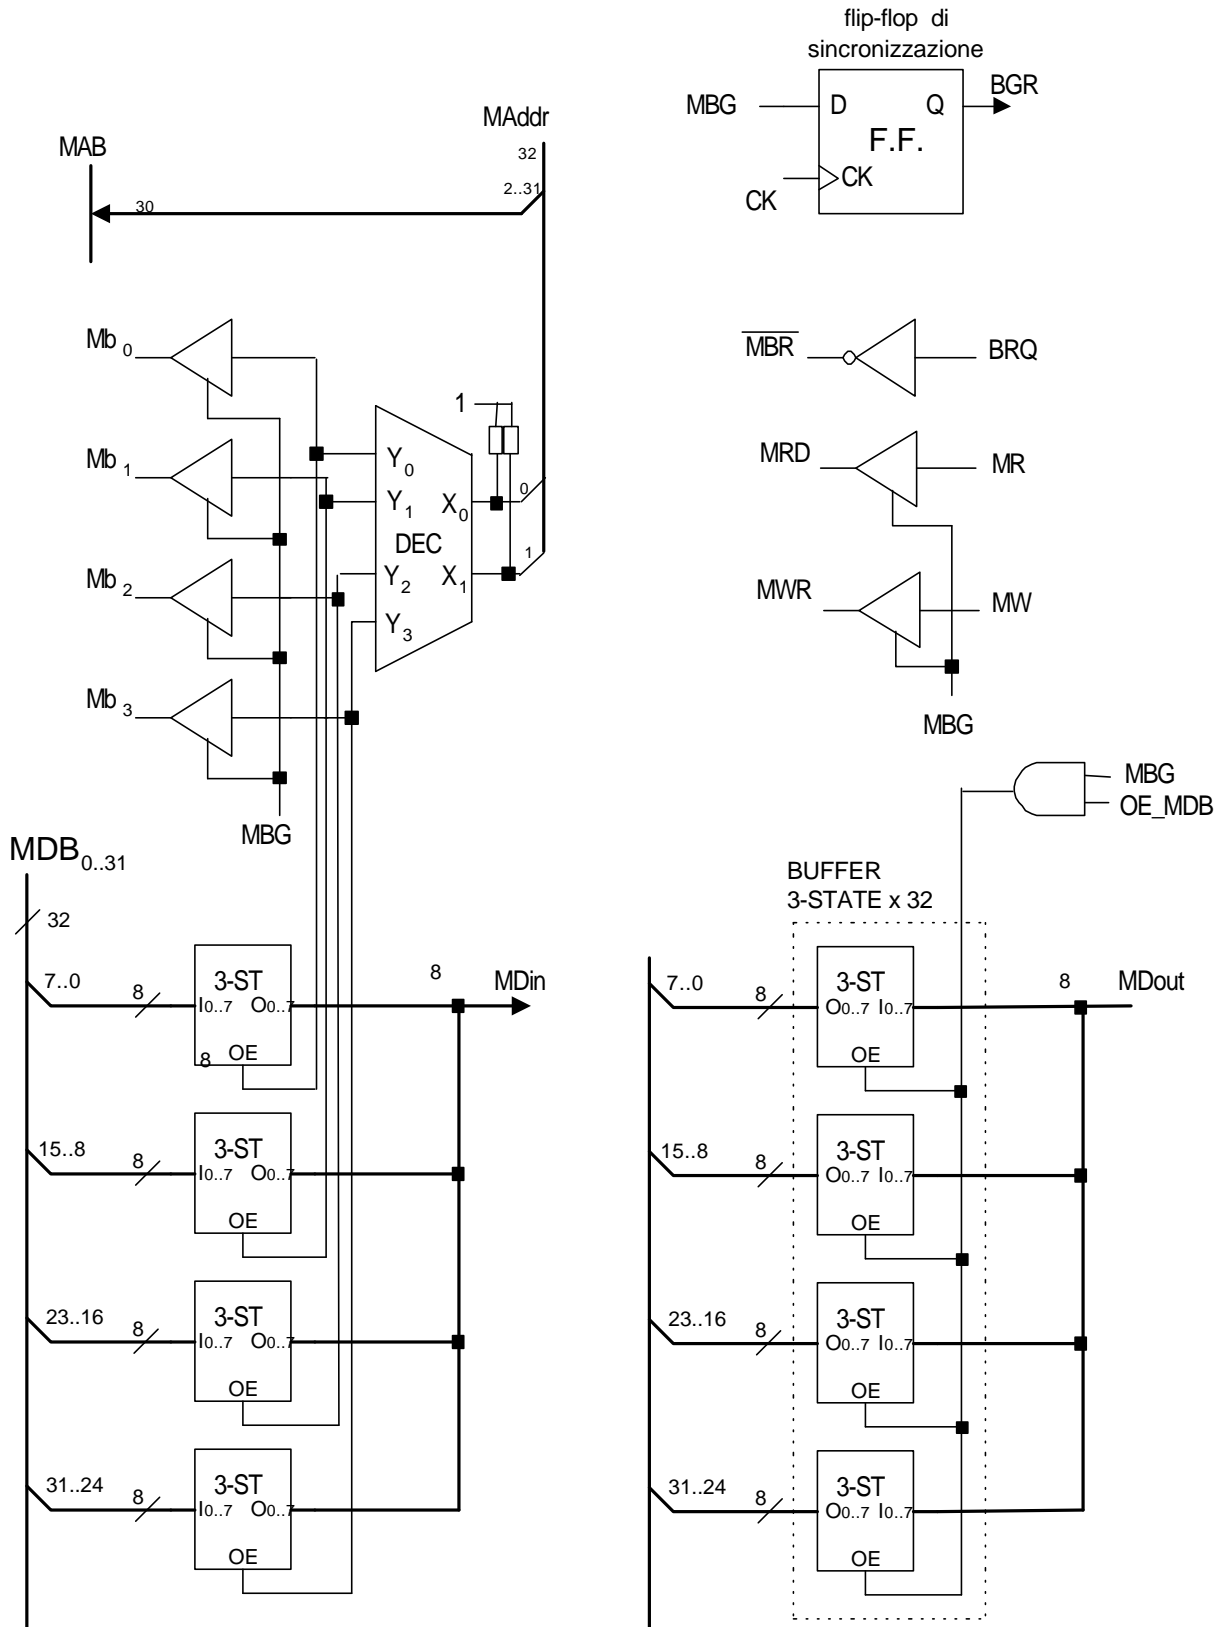 flip-flop di
sincronizzazione
MBG
D
Q
BGR
F.F.
CK
CK
MAddr
32
MAB
2..31
30
Mb 0
Mb 1
Mb 2
Mb 3
1
Y0
Y1
DEC
Y2
Y3
X0
X1
0
1
MBG
MBR
BRQ
MRD
MR
MWR
MW
MBG
MBG
OE_MDB
MDB0..31
32
7..0
8
3-ST
I0..7 O0..7
OE
8
8
MDin
15..8
8
3-ST
I0..7 O0..7
OE
23..16
8
3-ST
I0..7 O0..7
OE
31..24
8
3-ST
I0..7 O0..7
OE
BUFFER
3-STATE x 32
7..0
8
3-ST
O0..7 I0..7
OE
8
MDout
15..8
8
3-ST
O0..7 I0..7
OE
23..16
8
3-ST
O0..7 I0..7
OE
31..24
8
3-ST
O0..7 I0..7
OE